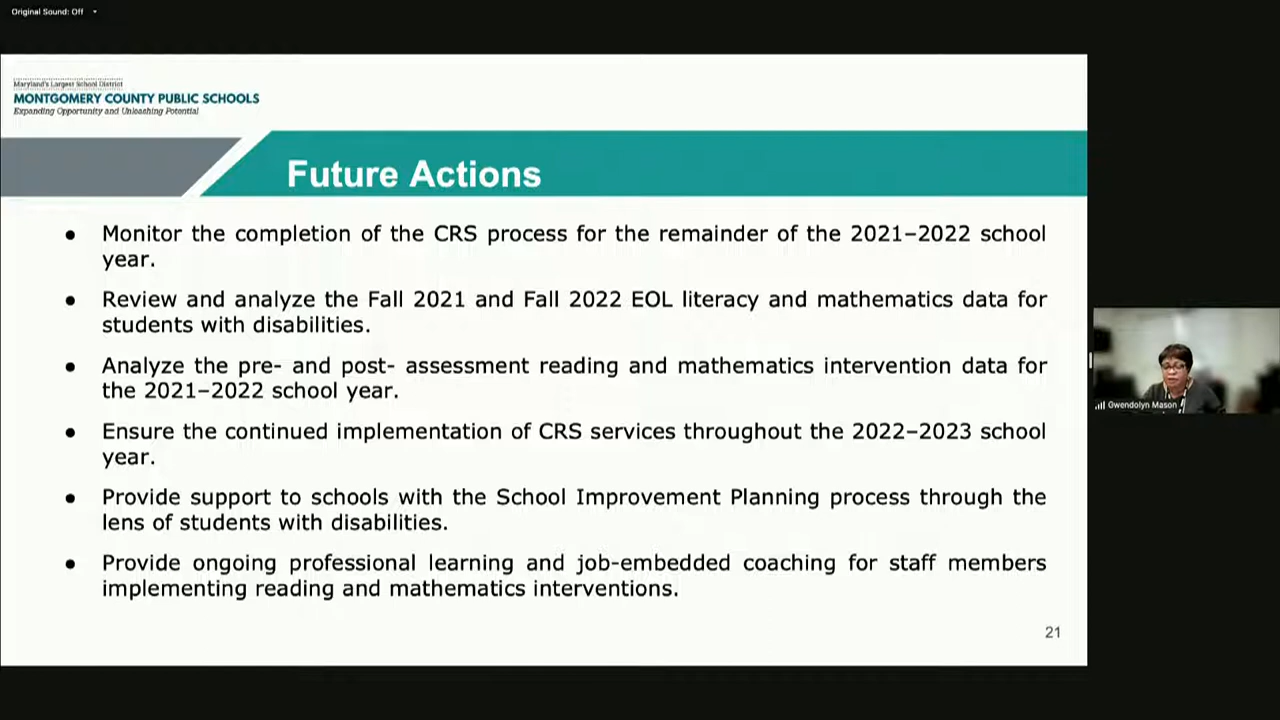 Original Sound: Off
Maryland's Largest School District
MONTGOMERY COUNTY PUBLIC SCHOOLS
Expanding Opportunity and Unleashing Potential
Future Actions
● Monitor the completion of the CRS process for the remainder of the 2021–2022 school
year.
● Review and analyze the Fall 2021 and Fall 2022 EOL literacy and mathematics data for
students with disabilities.
● Analyze the pre- and post- assessment reading and mathematics intervention data for
the 2021–2022 school year.
● Ensure the continued implementation of CRS services throughout the 2022–2023 school
year.
● Provide support to schools with the School Improvement Planning process through the
lens of students with disabilities.
● Provide ongoing professional learning and job-embedded coaching for staff members
implementing reading and mathematics interventions.
21
Gwendolyn Mason